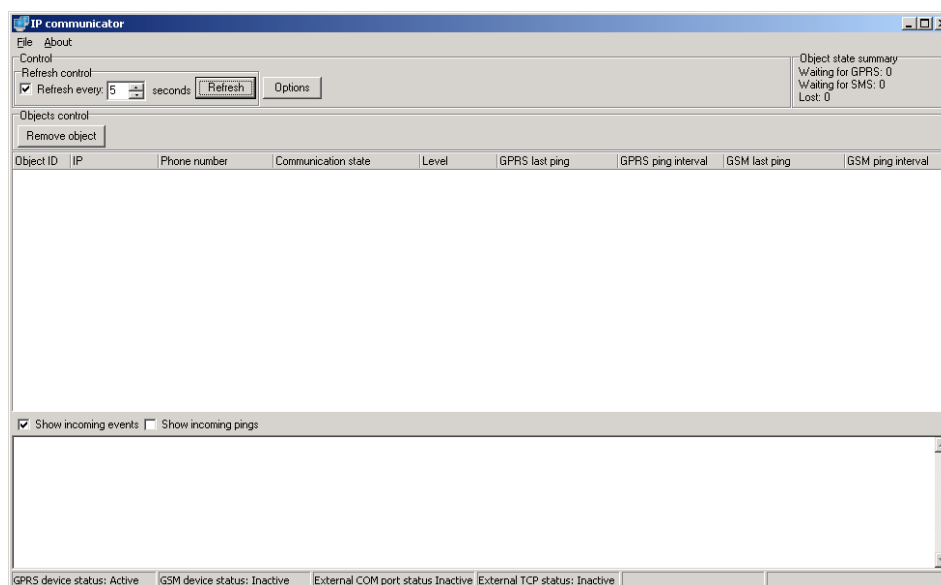 IP communicator
File About
Control
Object state summary
Refresh control
Waiting for GPRS: 0
Refresh every: 5 seconds Refresh Options
Waiting for SMS: 0
Lost: 0
Objects control
Remove object
Object ID IP Phone number Communication state Level GPRS last ping GPRS ping interval GSM last ping GSM ping interval
Show incoming events Show incoming pings
GPRS device status: Active GSM device status: Inactive External COM port status Inactive External TCP status: Inactive